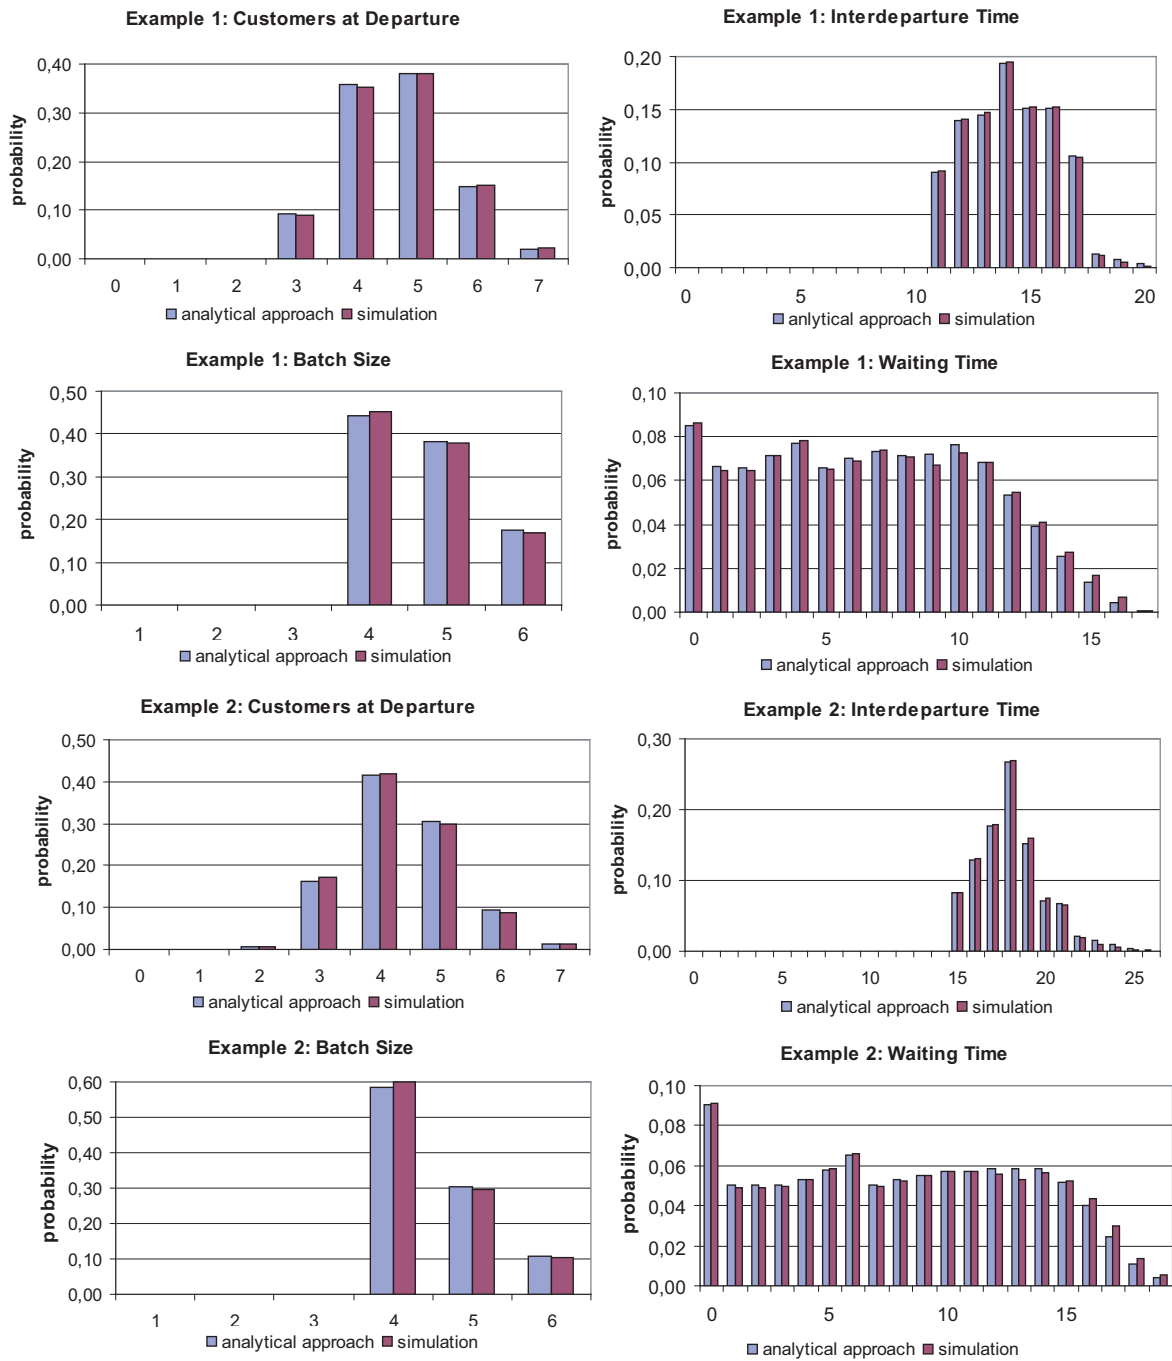 Example 1: Customers at Departure
probability
0,40
0,30
0,20
0,10
0,00
0 1 2 3 4 5 6 7
analytical approach simulation
Example 1: Interdeparture Time
probability
0,20
0,15
0,10
0,05
0,00
0 5 10 15 20
anlytical approach simulation
Example 1: Batch Size
probability
0,50
0,40
0,30
0,20
0,10
0,00
1 2 3 4 5 6
analytical approach simulation
Example 1: Waiting Time
probability
0,10
0,08
0,06
0,04
0,02
0,00
0 5 10 15
analytical approach simulation
Example 2: Customers at Departure
probability
0,50
0,40
0,30
0,20
0,10
0,00
0 1 2 3 4 5 6 7
analytical approach simulation
Example 2: Interdeparture Time
probability
0,30
0,20
0,10
0,00
0 5 10 15 20 25
analytical approach simulation
Example 2: Batch Size
probability
0,60
0,50
0,40
0,30
0,20
0,10
0,00
1 2 3 4 5 6
analytical approach simulation
Example 2: Waiting Time
probability
0,10
0,08
0,06
0,04
0,02
0,00
0 5 10 15
analytical approach simulation